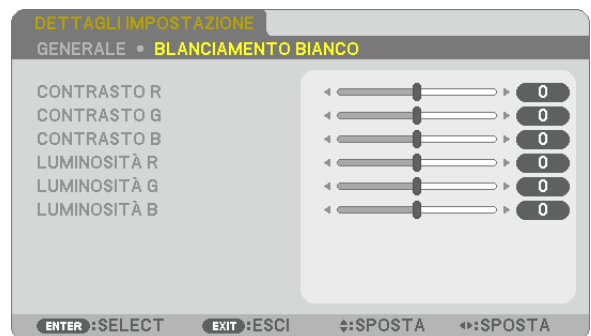 DETTAGLI IMPOSTAZIONE
GENERALE • BLANCIAMENTO BIANCO
CONTRASTO R 0
CONTRASTO G 0
CONTRASTO B 0
LUMINOSITÀ R 0
LUMINOSITÀ G 0
LUMINOSITÀ B 0
ENTER :SELECT EXIT :ESCI :SPOSTA :SPOSTA